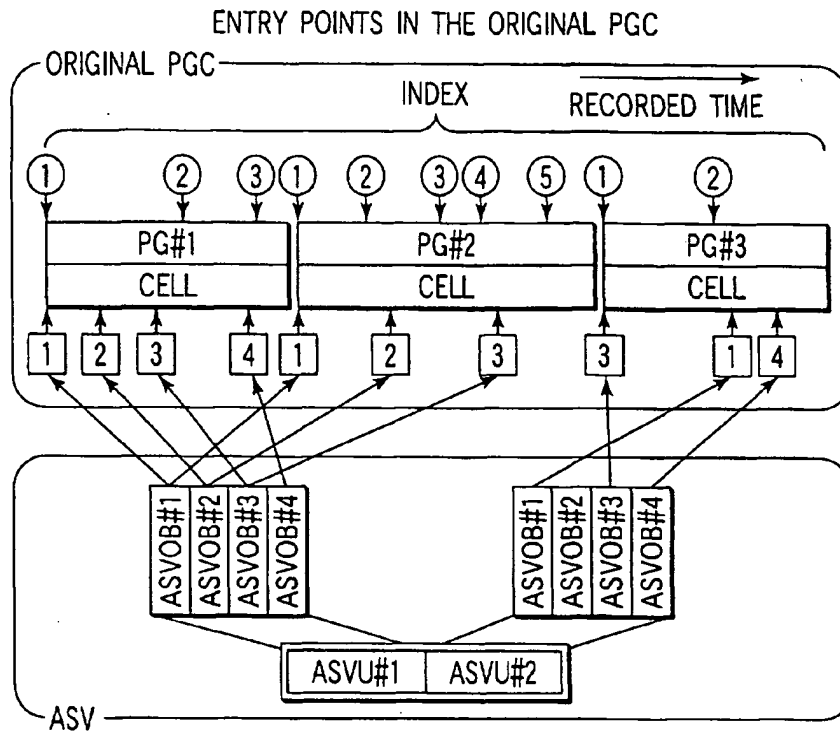 ENTRY POINTS IN THE ORIGINAL PGC
ORIGINAL PGC
INDEX
RECORDED TIME
1 2 3 1 2 3 4 5 1 2
PG#1 PG#2 PG#3
CELL CELL CELL
1 2 3 4 1 2 3 3 1 4
ASVOB#1 ASVOB#2 ASVOB#3 ASVOB#4 ASVOB#1 ASVOB#2 ASVOB#3 ASVOB#4
ASVU#1 ASVU#2
ASV